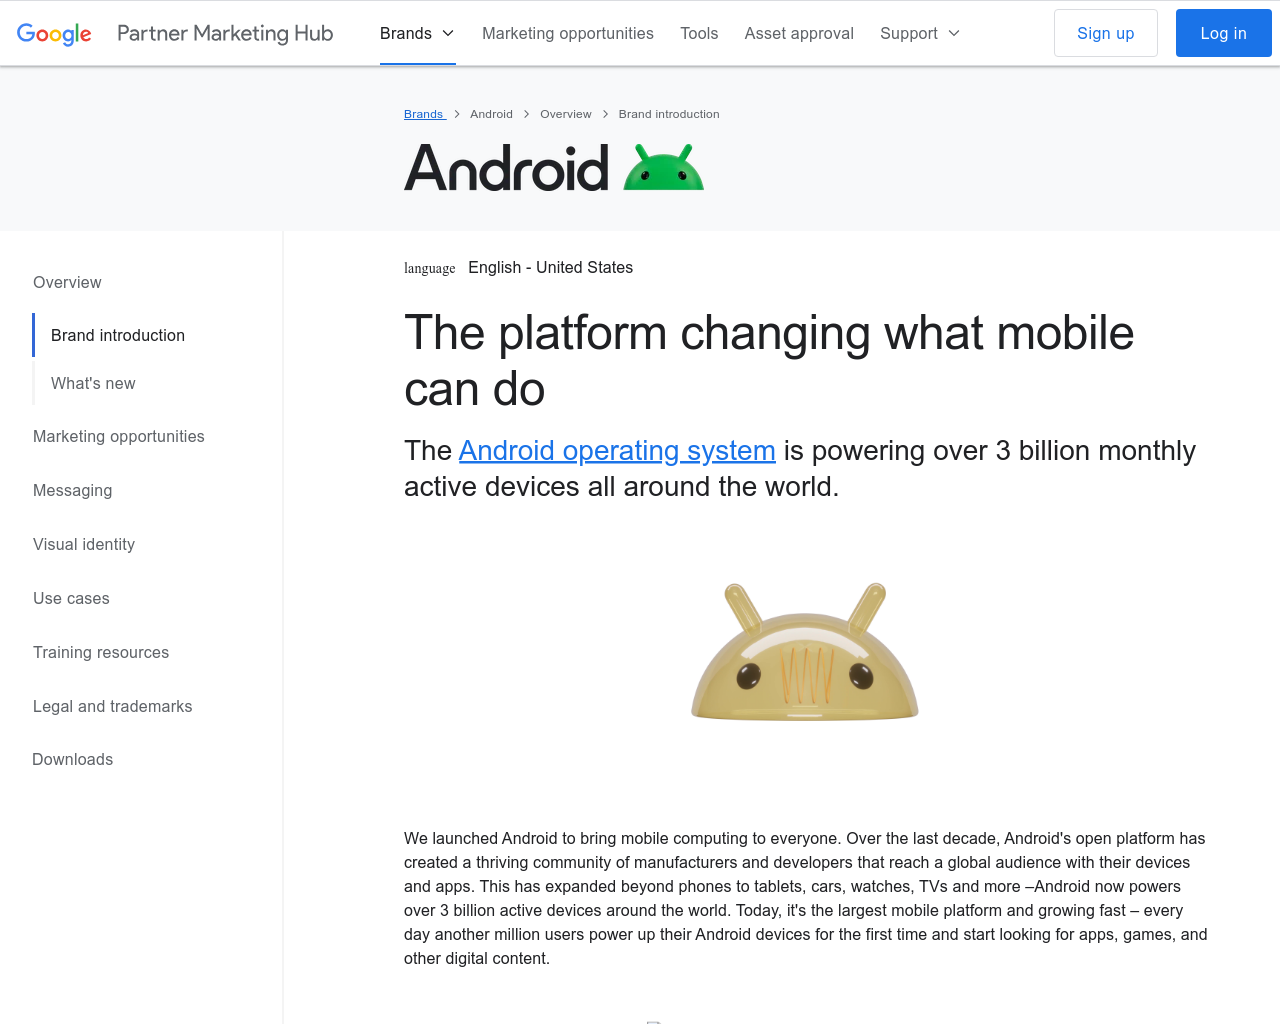 Google Partner Marketing Hub
Brands
Marketing opportunities
Tools
Asset approval
Support
Sign up
Log in
Brands
Android
Overview
Brand introduction
Android
Overview
Brand introduction
What's new
Marketing opportunities
Messaging
Visual identity
Use cases
Training resources
Legal and trademarks
Downloads
language English - United States
The platform changing what mobile
can do
The Android operating system is powering over 3 billion monthly
active devices all around the world.
We launched Android to bring mobile computing to everyone. Over the last decade, Android's open platform has
created a thriving community of manufacturers and developers that reach a global audience with their devices
and apps. This has expanded beyond phones to tablets, cars, watches, TVs and more –Android now powers
over 3 billion active devices around the world. Today, it's the largest mobile platform and growing fast – every
day another million users power up their Android devices for the first time and start looking for apps, games, and
other digital content.